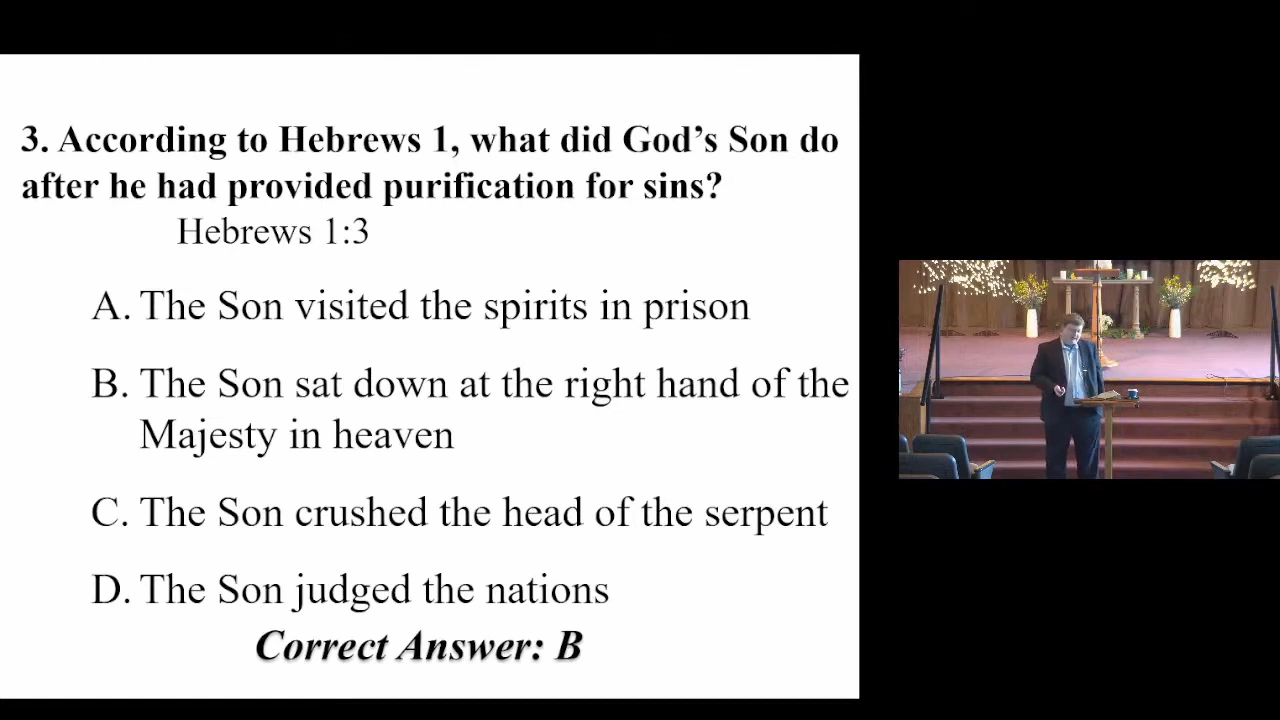 3. According to Hebrews 1, what did God’s Son do
after he had provided purification for sins?
Hebrews 1:3
A. The Son visited the spirits in prison
B. The Son sat down at the right hand of the
Majesty in heaven
C. The Son crushed the head of the serpent
D. The Son judged the nations
Correct Answer: B